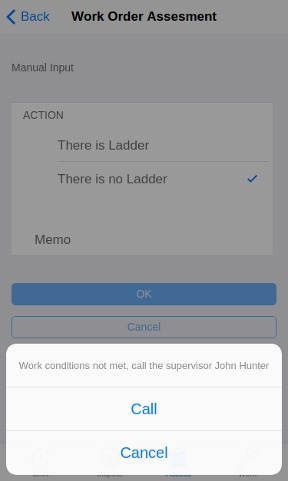 Back
Work Order Assesment
Manual Input
ACTION
There is Ladder
There is no Ladder
Memo
OK
Cancel
Work conditions not met, call the supervisor John Hunter
Call
Cancel